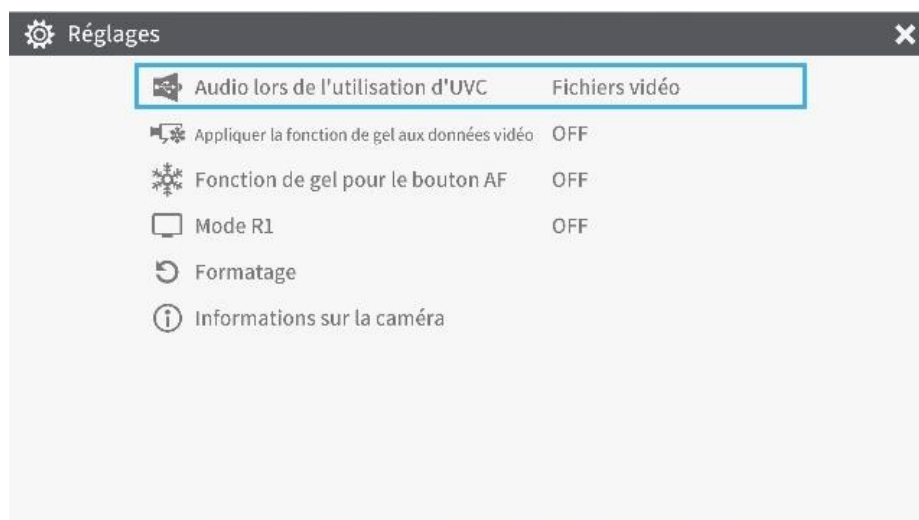 Réglages
Audio lors de l'utilisation d'UVC Fichiers vidéo
Appliquer la fonction de gel aux données vidéo OFF
Fonction de gel pour le bouton AF OFF
Mode R1 OFF
Formatage
Informations sur la caméra